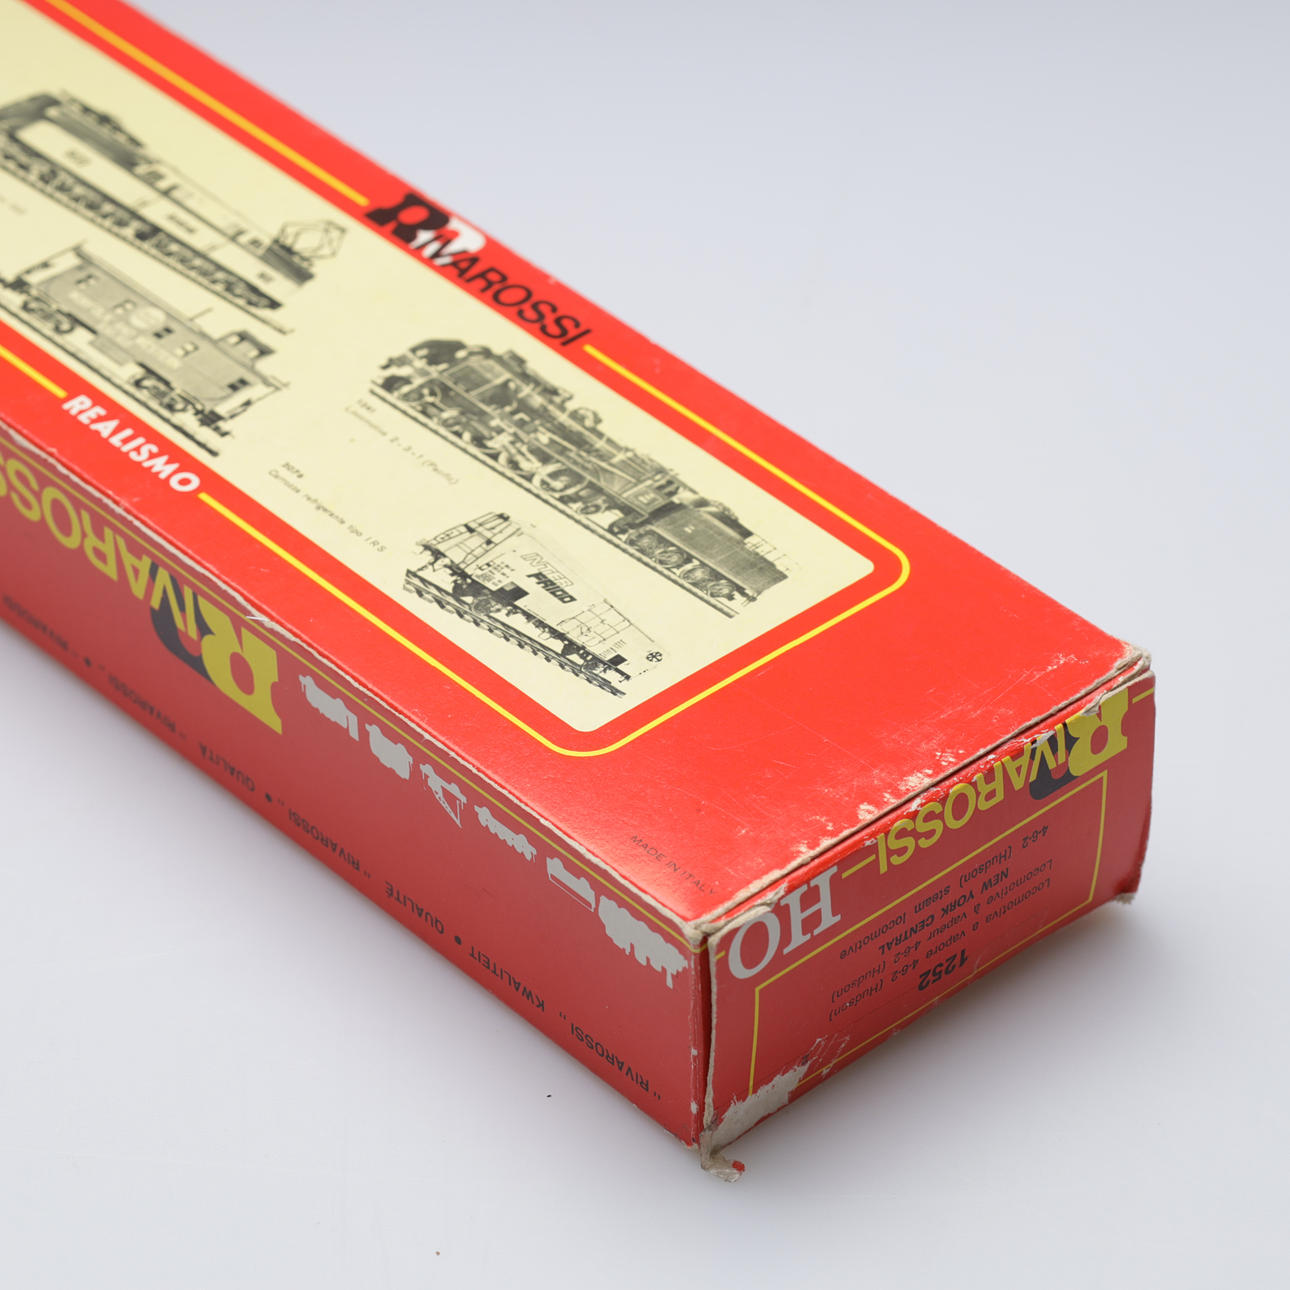 RIVAROSSI
1281
Locomotiva 2-3-1 (Pacific)
REALISMO
3076
Carrozza refrigerante tipo I R S
INTER
FRIGO
MADE IN ITALY
RIVAROSSI
"RIVAROSSI„ KWALITEIT • QUALITÉ "RIVAROSSI„ • QUALITÀ "RIVAROSSI„ •
RIVAROSSI
HO
1252
Locomotiva a vapore 4-6-2 (Hudson)
Locomotive à vapeur 4-6-2 (Hudson)
NEW YORK CENTRAL
4-6-2 (Hudson) steam locomotive